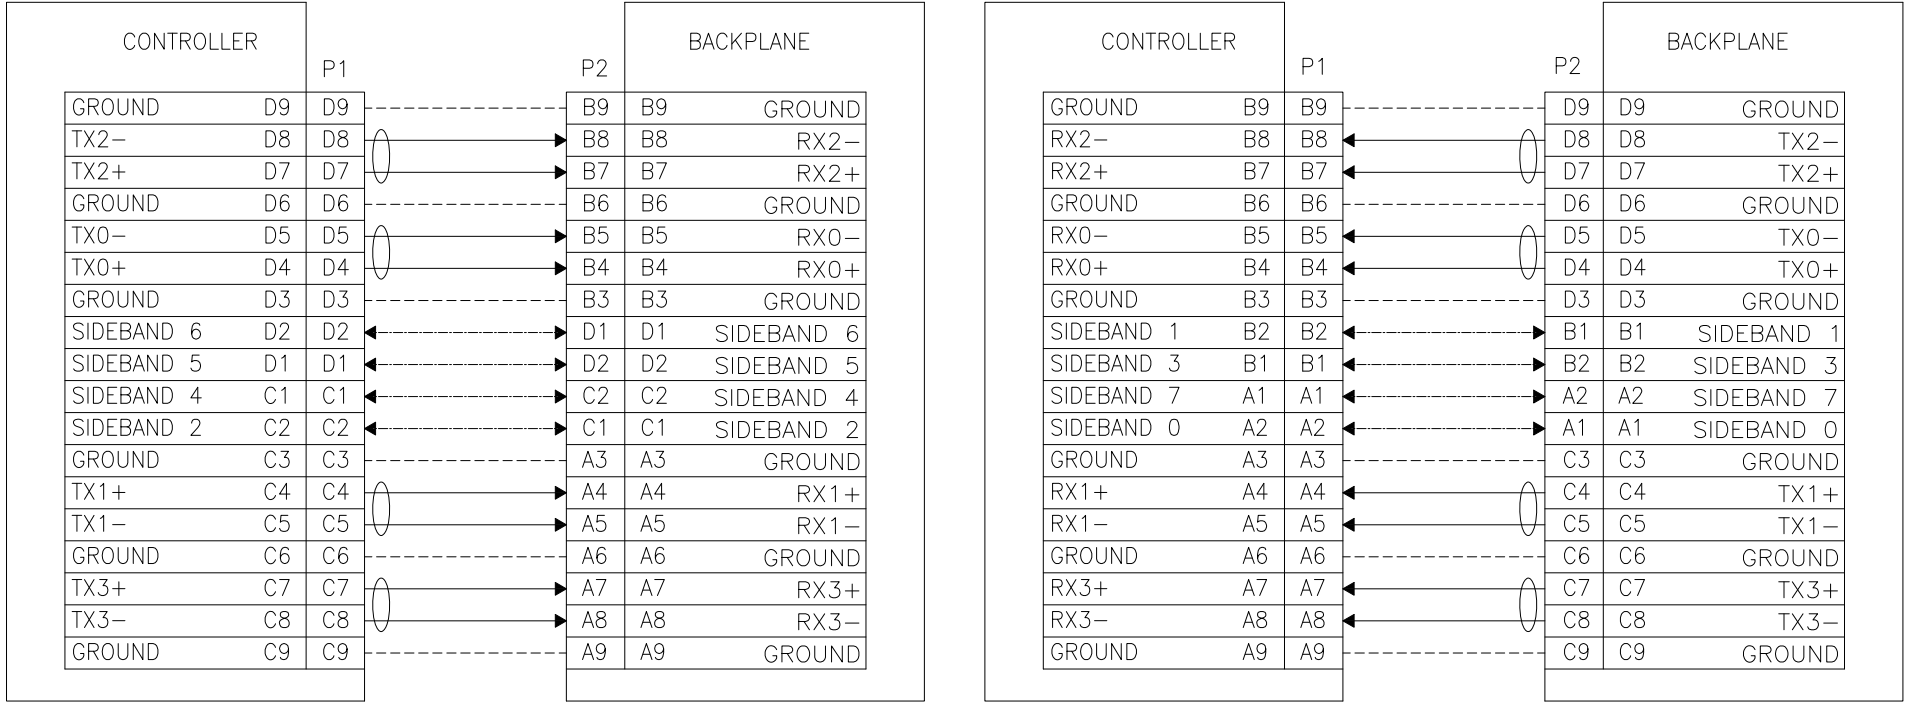 CONTROLLER BACKPLANE
P1 P2
GROUND D9 D9 B9 B9 GROUND
TX2- D8 D8 B8 B8 RX2-
TX2+ D7 D7 B7 B7 RX2+
GROUND D6 D6 B6 B6 GROUND
TX0- D5 D5 B5 B5 RX0-
TX0+ D4 D4 B4 B4 RX0+
GROUND D3 D3 B3 B3 GROUND
SIDEBAND 6 D2 D2 D1 D1 SIDEBAND 6
SIDEBAND 5 D1 D1 D2 D2 SIDEBAND 5
SIDEBAND 4 C1 C1 C2 C2 SIDEBAND 4
SIDEBAND 2 C2 C2 C1 C1 SIDEBAND 2
GROUND C3 C3 A3 A3 GROUND
TX1+ C4 C4 A4 A4 RX1+
TX1- C5 C5 A5 A5 RX1-
GROUND C6 C6 A6 A6 GROUND
TX3+ C7 C7 A7 A7 RX3+
TX3- C8 C8 A8 A8 RX3-
GROUND C9 C9 A9 A9 GROUND
CONTROLLER BACKPLANE
P1 P2
GROUND B9 B9 D9 D9 GROUND
RX2- B8 B8 D8 D8 TX2-
RX2+ B7 B7 D7 D7 TX2+
GROUND B6 B6 D6 D6 GROUND
RX0- B5 B5 D5 D5 TX0-
RX0+ B4 B4 D4 D4 TX0+
GROUND B3 B3 D3 D3 GROUND
SIDEBAND 1 B2 B2 B1 B1 SIDEBAND 1
SIDEBAND 3 B1 B1 B2 B2 SIDEBAND 3
SIDEBAND 7 A1 A1 A2 A2 SIDEBAND 7
SIDEBAND 0 A2 A2 A1 A1 SIDEBAND 0
GROUND A3 A3 C3 C3 GROUND
RX1+ A4 A4 C4 C4 TX1+
RX1- A5 A5 C5 C5 TX1-
GROUND A6 A6 C6 C6 GROUND
RX3+ A7 A7 C7 C7 TX3+
RX3- A8 A8 C8 C8 TX3-
GROUND A9 A9 C9 C9 GROUND